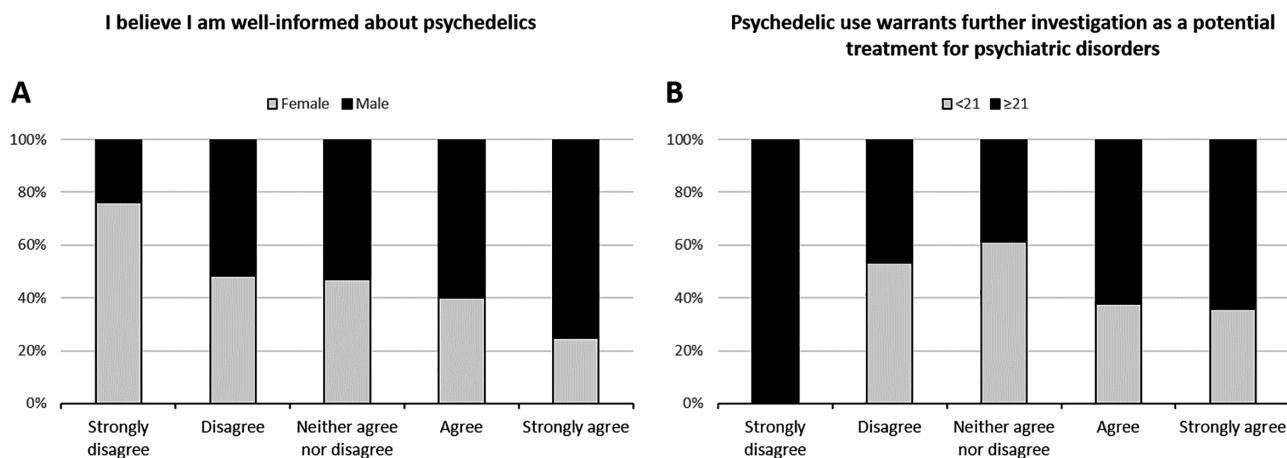 I believe I am well-informed about psychedelics
A
Female Male
100%
80%
60%
40%
20%
0%
Strongly disagree
Disagree
Neither agree nor disagree
Agree
Strongly agree
Psychedelic use warrants further investigation as a potential
treatment for psychiatric disorders
B
<21 ≥21
100%
80%
60%
40%
20%
0%
Strongly disagree
Disagree
Neither agree nor disagree
Agree
Strongly agree